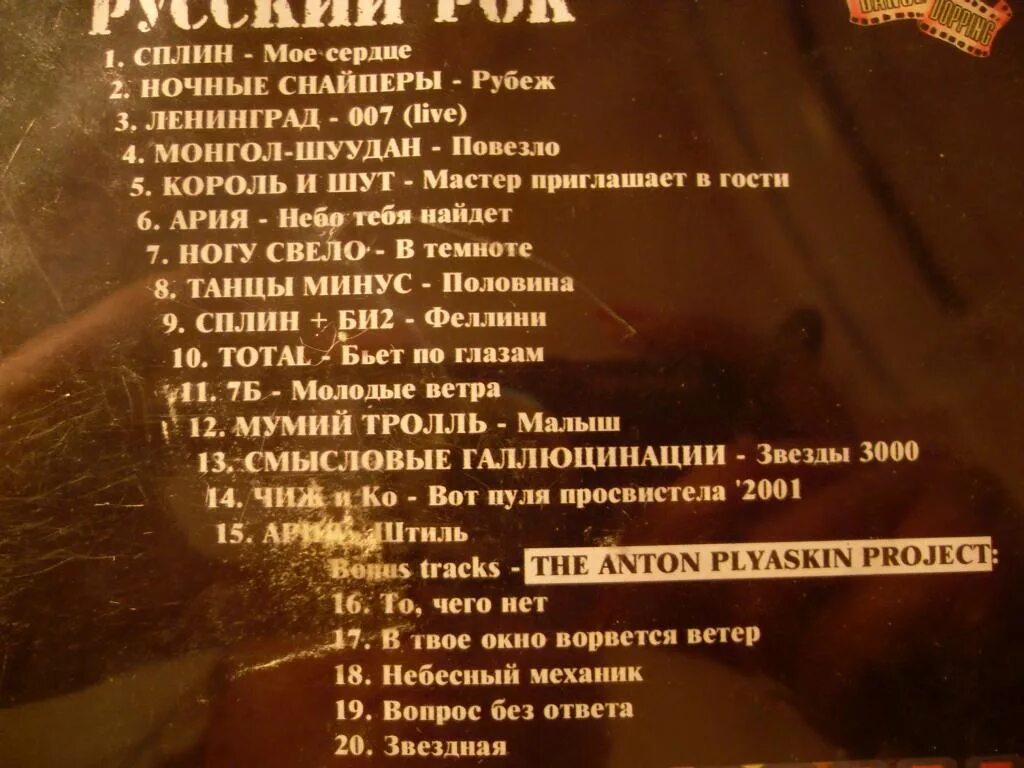 РУССКИЙ РОК
DANCE DOPPING
1. СПЛИН - Мое сердце
2. НОЧНЫЕ СНАЙПЕРЫ - Рубеж
3. ЛЕНИНГРАД - 007 (live)
4. МОНГОЛ-ШУУДАН - Повезло
5. КОРОЛЬ И ШУТ - Мастер приглашает в гости
6. АРИЯ - Небо тебя найдет
7. НОГУ СВЕЛО - В темноте
8. ТАНЦЫ МИНУС - Половина
9. СПЛИН + БИ2 - Феллини
10. TOTAL - Бьет по глазам
11. 7Б - Молодые ветра
12. МУМИЙ ТРОЛЛЬ - Малыш
13. СМЫСЛОВЫЕ ГАЛЛЮЦИНАЦИИ - Звезды 3000
14. ЧИЖ и Ко - Вот пуля просвистела '2001
15. АРИЯ - Штиль
Bonus tracks - THE ANTON PLYASKIN PROJECT:
16. То, чего нет
17. В твое окно ворвется ветер
18. Небесный механик
19. Вопрос без ответа
20. Звездная